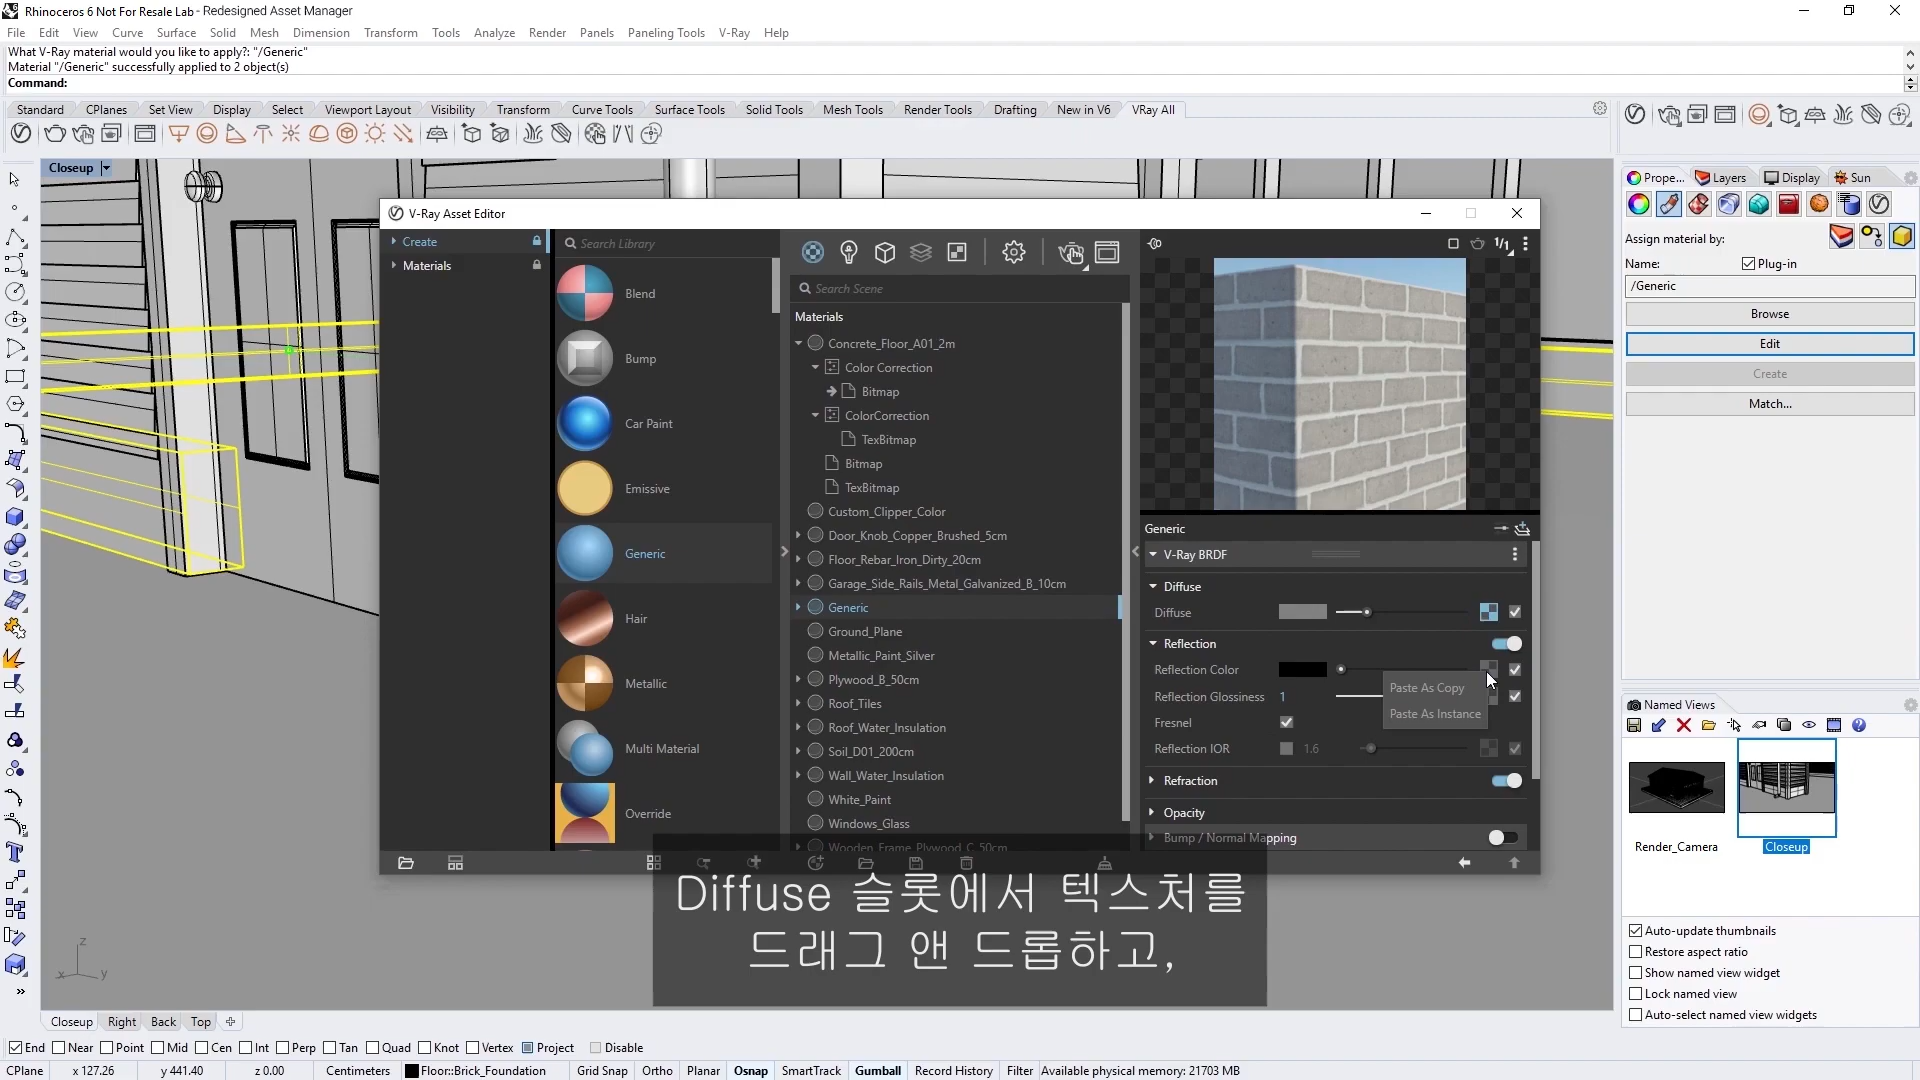 Rhinoceros 6 Not For Resale Lab - Redesigned Asset Manager
File Edit View Curve Surface Solid Mesh Dimension Transform Tools Analyze Render Panels Paneling Tools V-Ray Help
What V-Ray material would you like to apply?: "/Generic"
Material "/Generic" successfully applied to 2 object(s)
Command:
Standard CPlanes Set View Display Select Viewport Layout Visibility Transform Curve Tools Surface Tools Solid Tools Mesh Tools Render Tools Drafting New in V6 VRay All
Closeup
V-Ray Asset Editor
Create
Materials
Search Library
Blend
Bump
Car Paint
Emissive
Generic
Hair
Metallic
Multi Material
Override
Search Scene
Materials
Concrete_Floor_A01_2m
Color Correction
Bitmap
ColorCorrection
TexBitmap
Bitmap
TexBitmap
Custom_Clipper_Color
Door_Knob_Copper_Brushed_5cm
Floor_Rebar_Iron_Dirty_20cm
Garage_Side_Rails_Metal_Galvanized_B_10cm
Generic
Ground_Plane
Metallic_Paint_Silver
Plywood_B_50cm
Roof_Tiles
Roof_Water_Insulation
Soil_D01_200cm
Wall_Water_Insulation
White_Paint
Windows_Glass
Wooden_Frame_Plywood_C_50cm
1/1
Generic
V-Ray BRDF
Diffuse
Diffuse
Reflection
Reflection Color
Reflection Glossiness 1
Fresnel
Reflection IOR 1.6
Paste As Copy
Paste As Instance
Refraction
Opacity
Bump / Normal Mapping
Diffuse 슬롯에서 텍스처를
드래그 앤 드롭하고,
Prope... Layers Display Sun
Assign material by:
Name: Plug-in
/Generic
Browse
Edit
Create
Match...
Named Views
Render_Camera Closeup
Auto-update thumbnails
Restore aspect ratio
Show named view widget
Lock named view
Auto-select named view widgets
z
x y
Closeup Right Back Top
End Near Point Mid Cen Int Perp Tan Quad Knot Vertex Project Disable
CPlane x 127.26 y 441.40 z 0.00 Centimeters Floor::Brick_Foundation Grid Snap Ortho Planar Osnap SmartTrack Gumball Record History Filter Available physical memory: 21703 MB